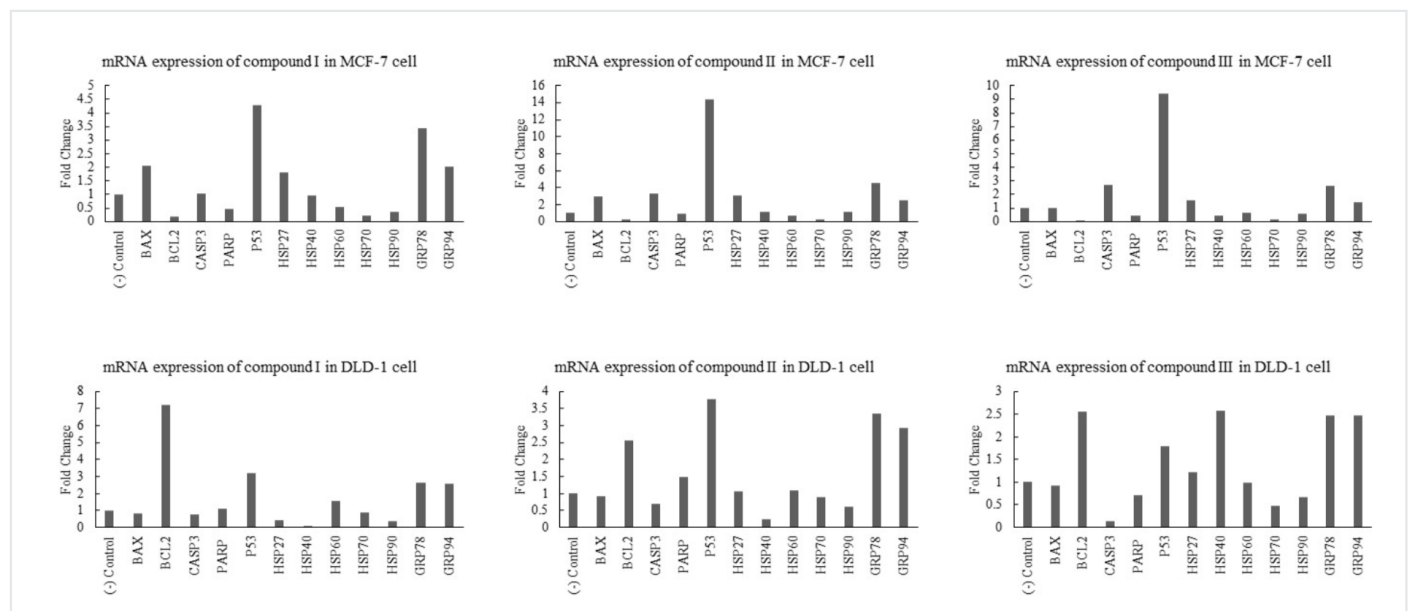 mRNA expression of compound I in MCF-7 cell
5
4.5
4
3.5
3
2.5
2
1.5
1
0.5
0
Fold Change
(-) Control
BAX
BCL2
CASP3
PARP
P53
HSP27
HSP40
HSP60
HSP70
HSP90
GRP78
GRP94
mRNA expression of compound II in MCF-7 cell
16
14
12
10
8
6
4
2
0
Fold Change
(-) Control
BAX
BCL2
CASP3
PARP
P53
HSP27
HSP40
HSP60
HSP70
HSP90
GRP78
GRP94
mRNA expression of compound III in MCF-7 cell
10
9
8
7
6
5
4
3
2
1
0
Fold Change
(-) Control
BAX
BCL2
CASP3
PARP
P53
HSP27
HSP40
HSP60
HSP70
HSP90
GRP78
GRP94
mRNA expression of compound I in DLD-1 cell
8
7
6
5
4
3
2
1
0
Fold Change
(-) Control
BAX
BCL2
CASP3
PARP
P53
HSP27
HSP40
HSP60
HSP70
HSP90
GRP78
GRP94
mRNA expression of compound II in DLD-1 cell
4
3.5
3
2.5
2
1.5
1
0.5
0
Fold Change
(-) Control
BAX
BCL2
CASP3
PARP
P53
HSP27
HSP40
HSP60
HSP70
HSP90
GRP78
GRP94
mRNA expression of compound III in DLD-1 cell
3
2.5
2
1.5
1
0.5
0
Fold Change
(-) Control
BAX
BCL2
CASP3
PARP
P53
HSP27
HSP40
HSP60
HSP70
HSP90
GRP78
GRP94